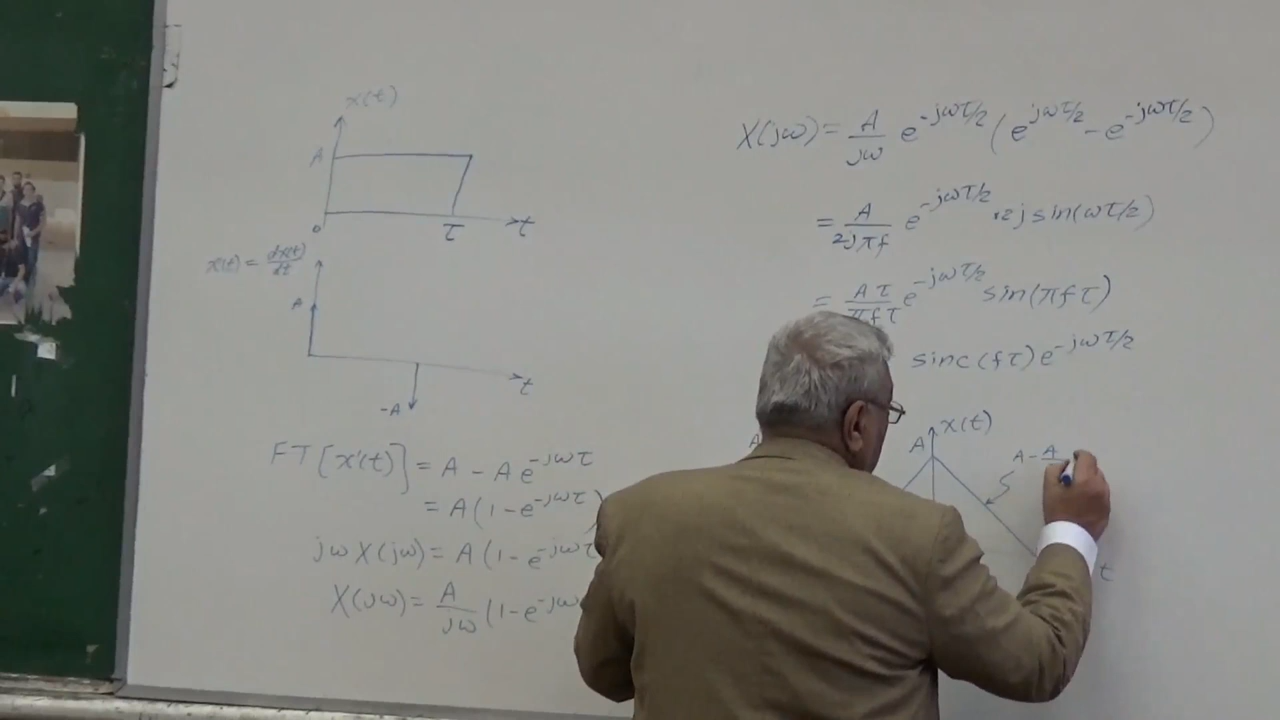 x(t)
A
0
τ
t
x'(t) = dx(t)/dt
A
t
-A
FT[x'(t)] = A - A e^{-jωτ}
= A(1 - e^{-jωτ})
jω X(jω) = A(1 - e^{-jωτ
X(jω) = A/jω (1 - e^{-jω
X(jω) = A/jω e^{-jωτ/2} (e^{jωτ/2} - e^{-jωτ/2})
= A/2jπf e^{-jωτ/2} · 2j sin(ωτ/2)
= Aτ/πfτ e^{-jωτ/2} sin(πfτ)
sinc(fτ) e^{-jωτ/2}
A
x(t)
A
A - A
t